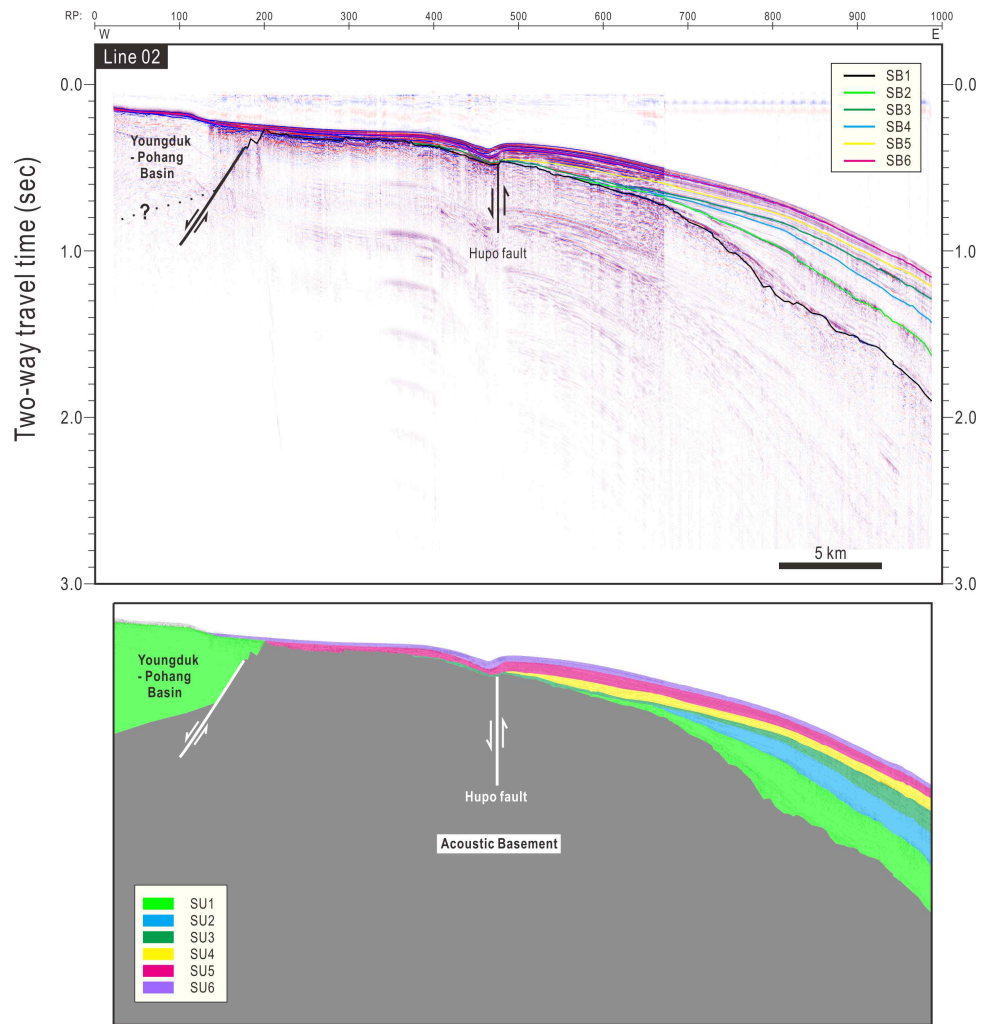 RP: 0 100 200 300 400 500 600 700 800 900 1000
W E
Line 02
0.0 0.0
1.0 1.0
2.0 2.0
3.0 3.0
Two-way travel time (sec)
SB1
SB2
SB3
SB4
SB5
SB6
Youngduk
- Pohang
Basin
?
Hupo fault
5 km
Youngduk
- Pohang
Basin
Hupo fault
Acoustic Basement
SU1
SU2
SU3
SU4
SU5
SU6